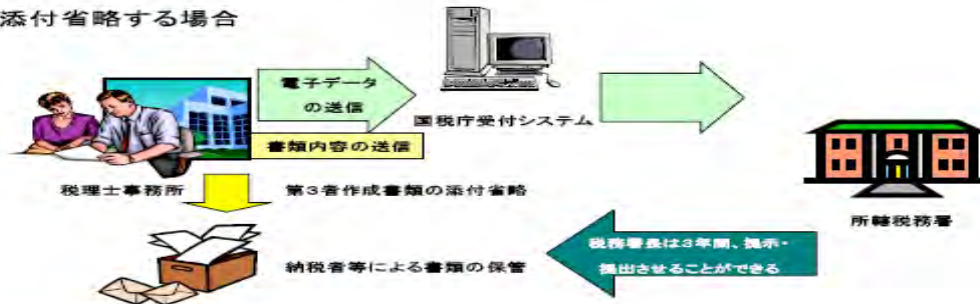 添付省略する場合
電子データ
の送信
国税庁受付システム
書類内容の送信
税理士事務所
第3者作成書類の添付省略
所轄税務署
税務署長は3年間、提示・
提出させることができる
納税者等による書類の保管